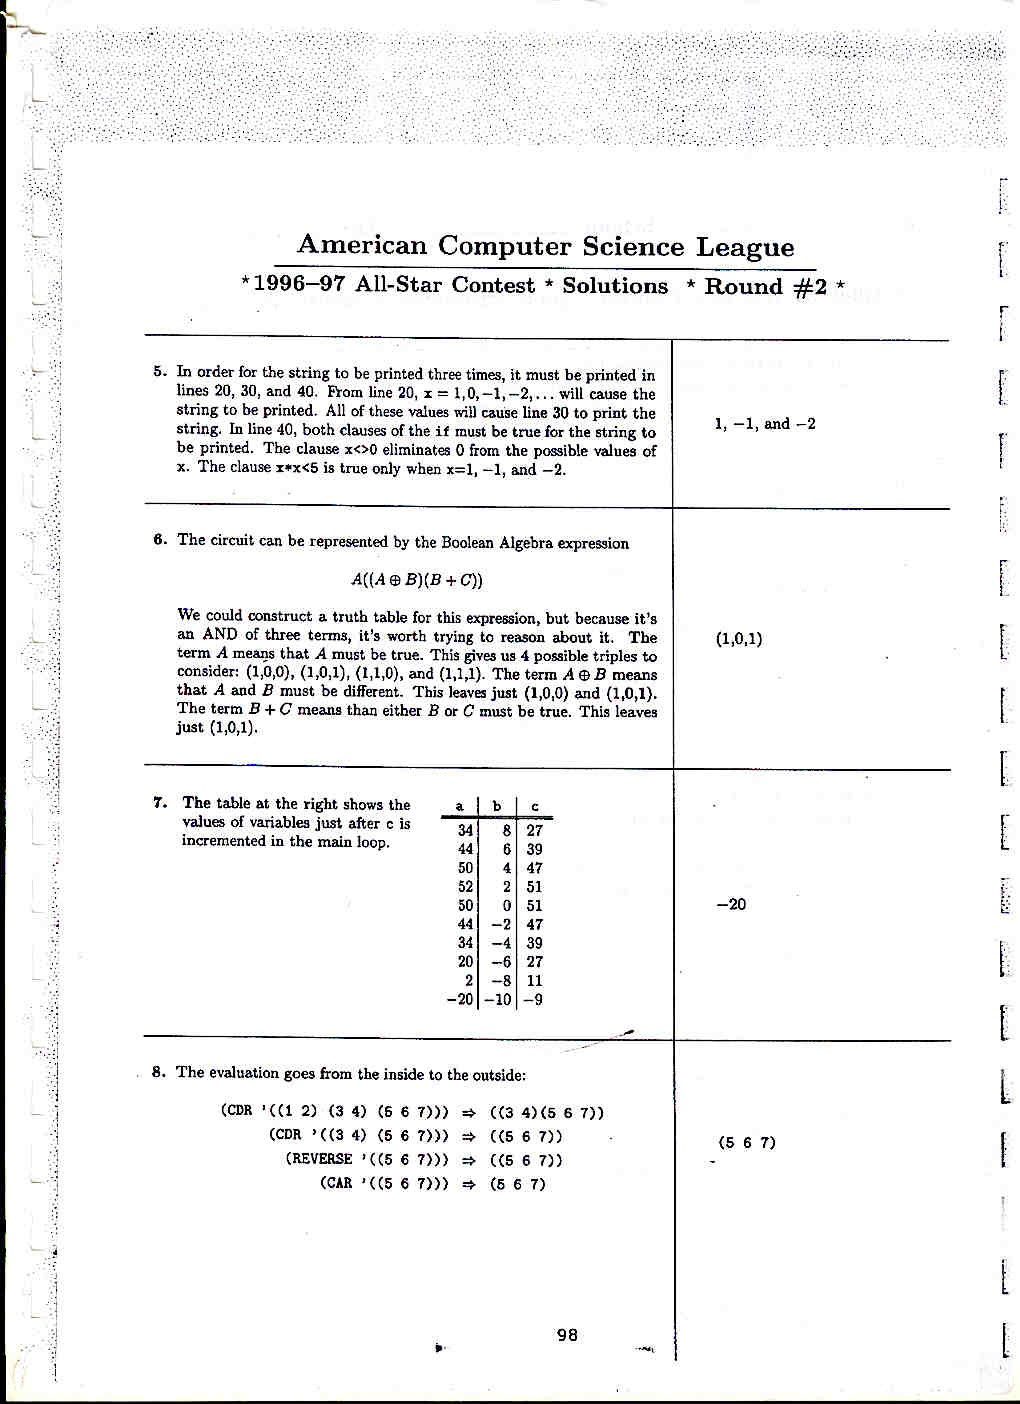 American Computer Science League
*1996–97 All-Star Contest * Solutions * Round #2 *
5. In order for the string to be printed three times, it must be printed in
lines 20, 30, and 40. From line 20, x = 1,0,−1,−2,... will cause the
string to be printed. All of these values will cause line 30 to print the
string. In line 40, both clauses of the if must be true for the string to
be printed. The clause x<>0 eliminates 0 from the possible values of
x. The clause x*x<5 is true only when x=1, −1, and −2.
1, −1, and −2
6. The circuit can be represented by the Boolean Algebra expression
A((A ⊕ B)(B + C))
We could construct a truth table for this expression, but because it's
an AND of three terms, it's worth trying to reason about it. The
term A means that A must be true. This gives us 4 possible triples to
consider: (1,0,0), (1,0,1), (1,1,0), and (1,1,1). The term A ⊕ B means
that A and B must be different. This leaves just (1,0,0) and (1,0,1).
The term B + C means than either B or C must be true. This leaves
just (1,0,1).
(1,0,1)
7. The table at the right shows the
values of variables just after c is
incremented in the main loop.
a b c
34 8 27
44 6 39
50 4 47
52 2 51
50 0 51
44 −2 47
34 −4 39
20 −6 27
2 −8 11
−20 −10 −9
−20
8. The evaluation goes from the inside to the outside:
(CDR '((1 2) (3 4) (5 6 7))) ⇒ ((3 4)(5 6 7))
(CDR '((3 4) (5 6 7))) ⇒ ((5 6 7))
(REVERSE '((5 6 7))) ⇒ ((5 6 7))
(CAR '((5 6 7))) ⇒ (5 6 7)
(5 6 7)
98